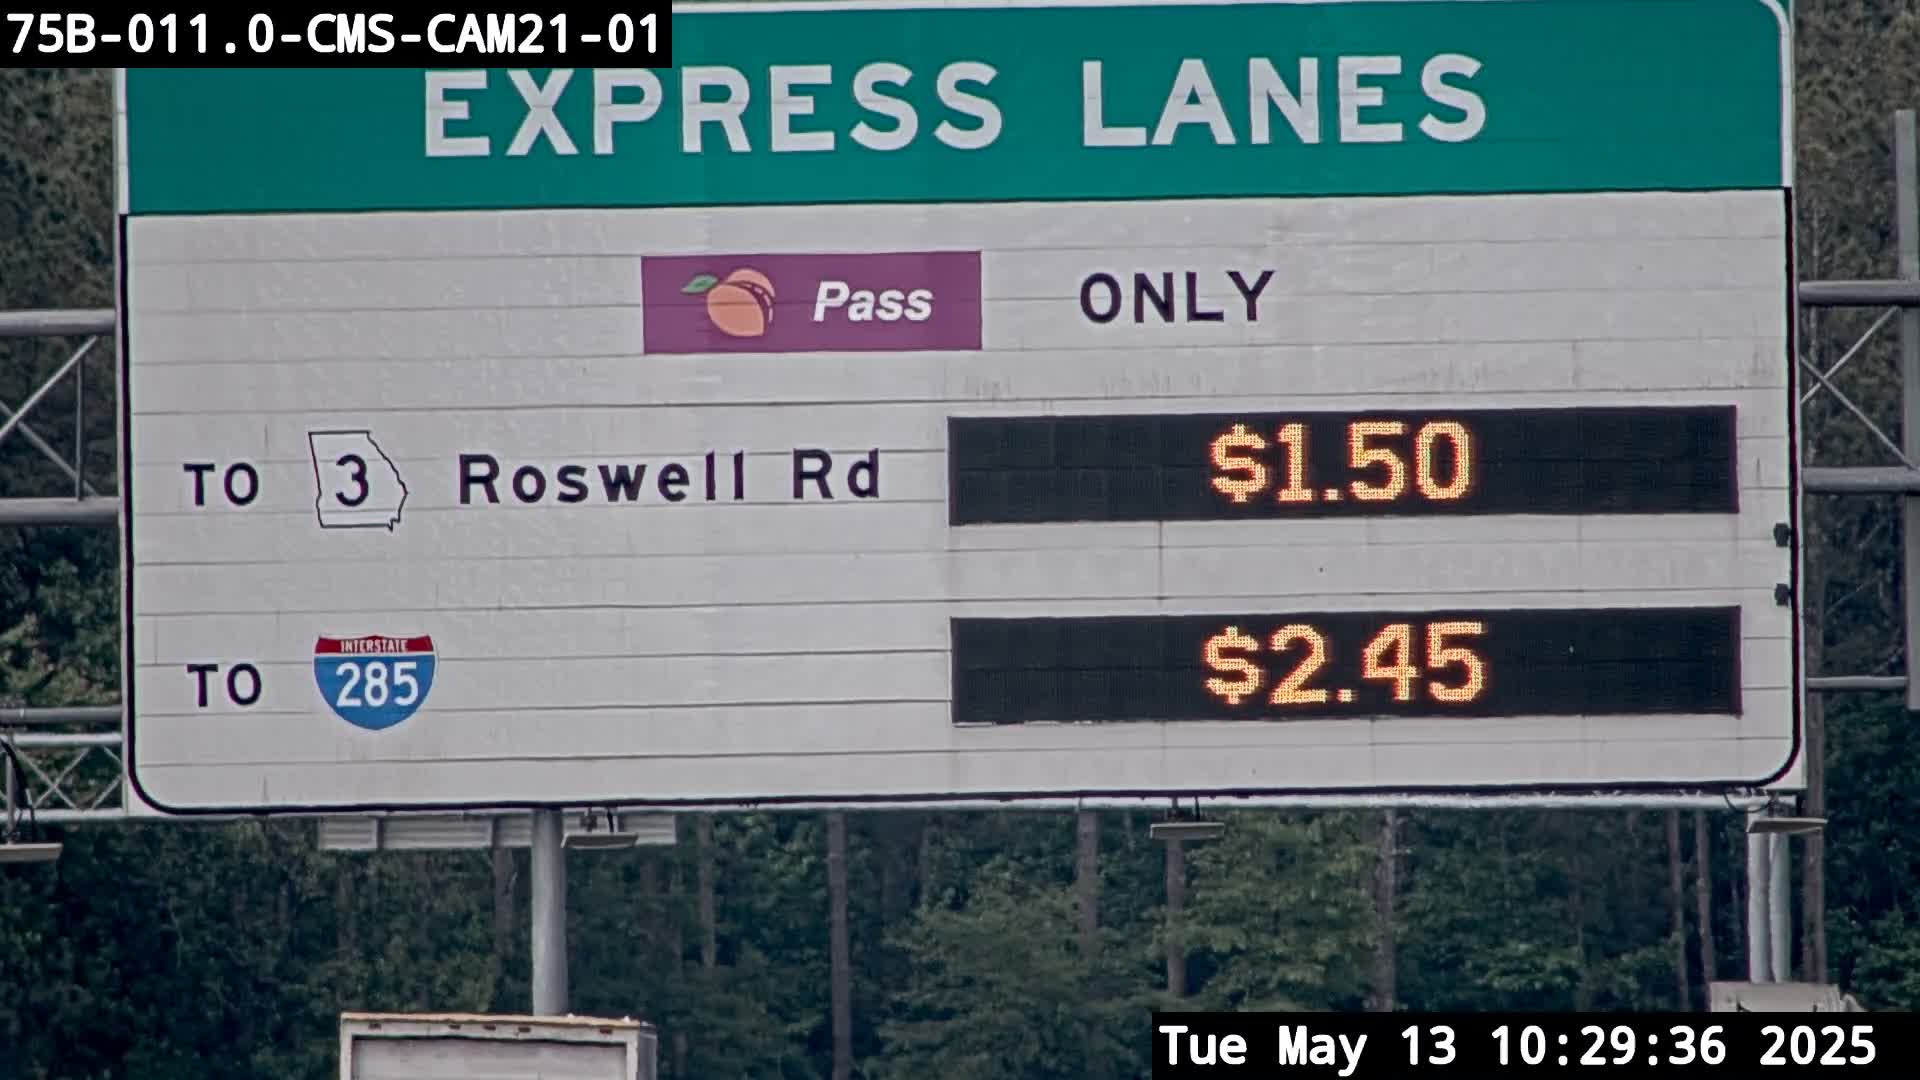 75B-011.0-CMS-CAM21-01
EXPRESS LANES
Pass ONLY
TO 3 Roswell Rd $1.50
INTERSTATE
TO 285 $2.45
Tue May 13 10:29:36 2025